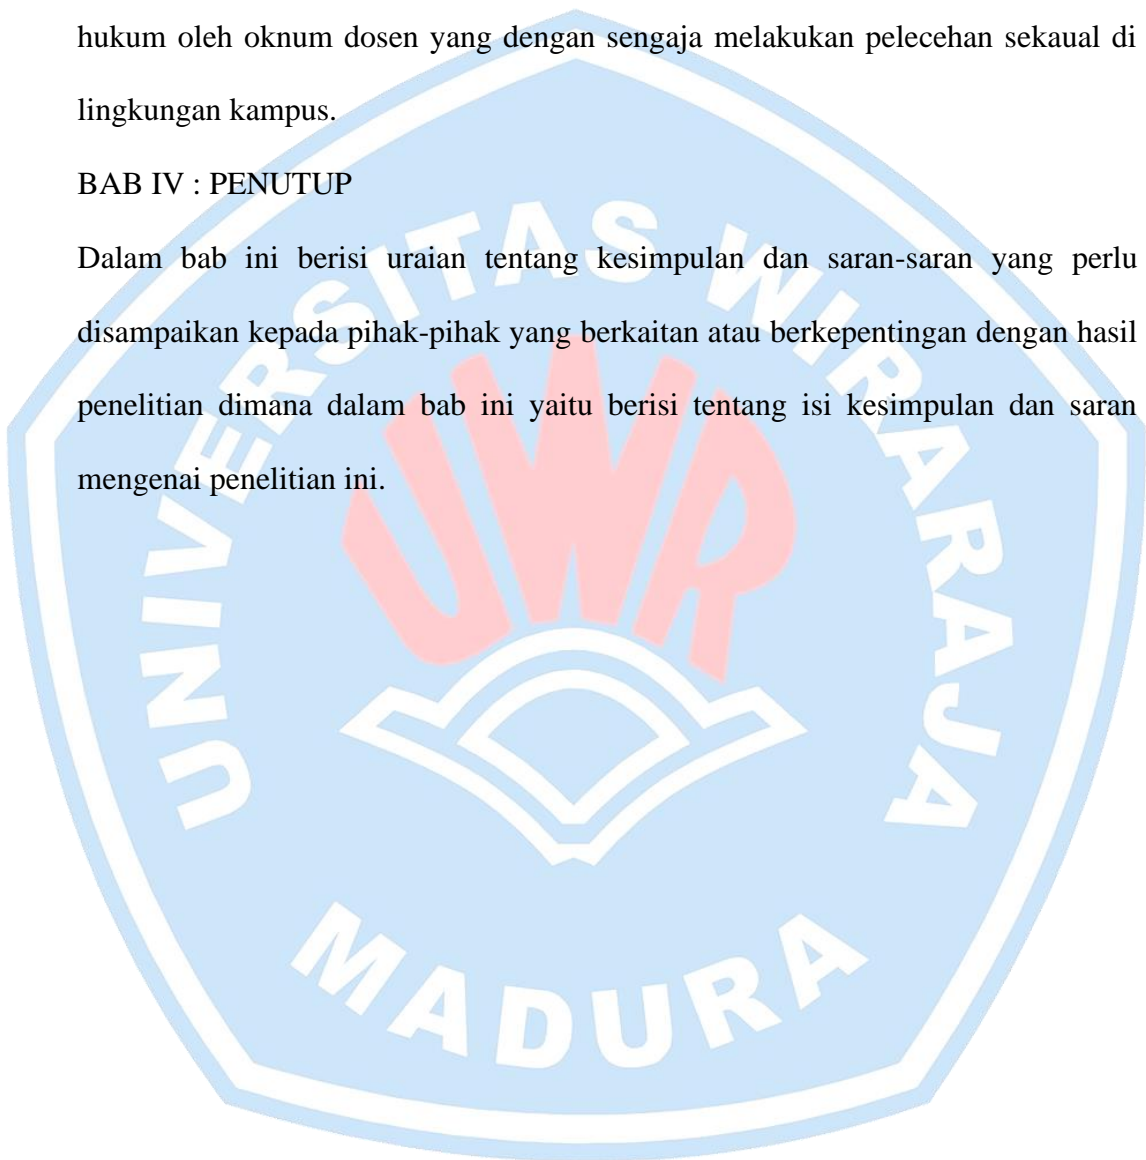 hukum oleh oknum dosen yang dengan sengaja melakukan pelecehan sekaual di
lingkungan kampus.
BAB IV : PENUTUP
Dalam bab ini berisi uraian tentang kesimpulan dan saran-saran yang perlu
disampaikan kepada pihak-pihak yang berkaitan atau berkepentingan dengan hasil
penelitian dimana dalam bab ini yaitu berisi tentang isi kesimpulan dan saran
mengenai penelitian ini.
UNIVERSITAS WIRARAJA
UWR
MADURA